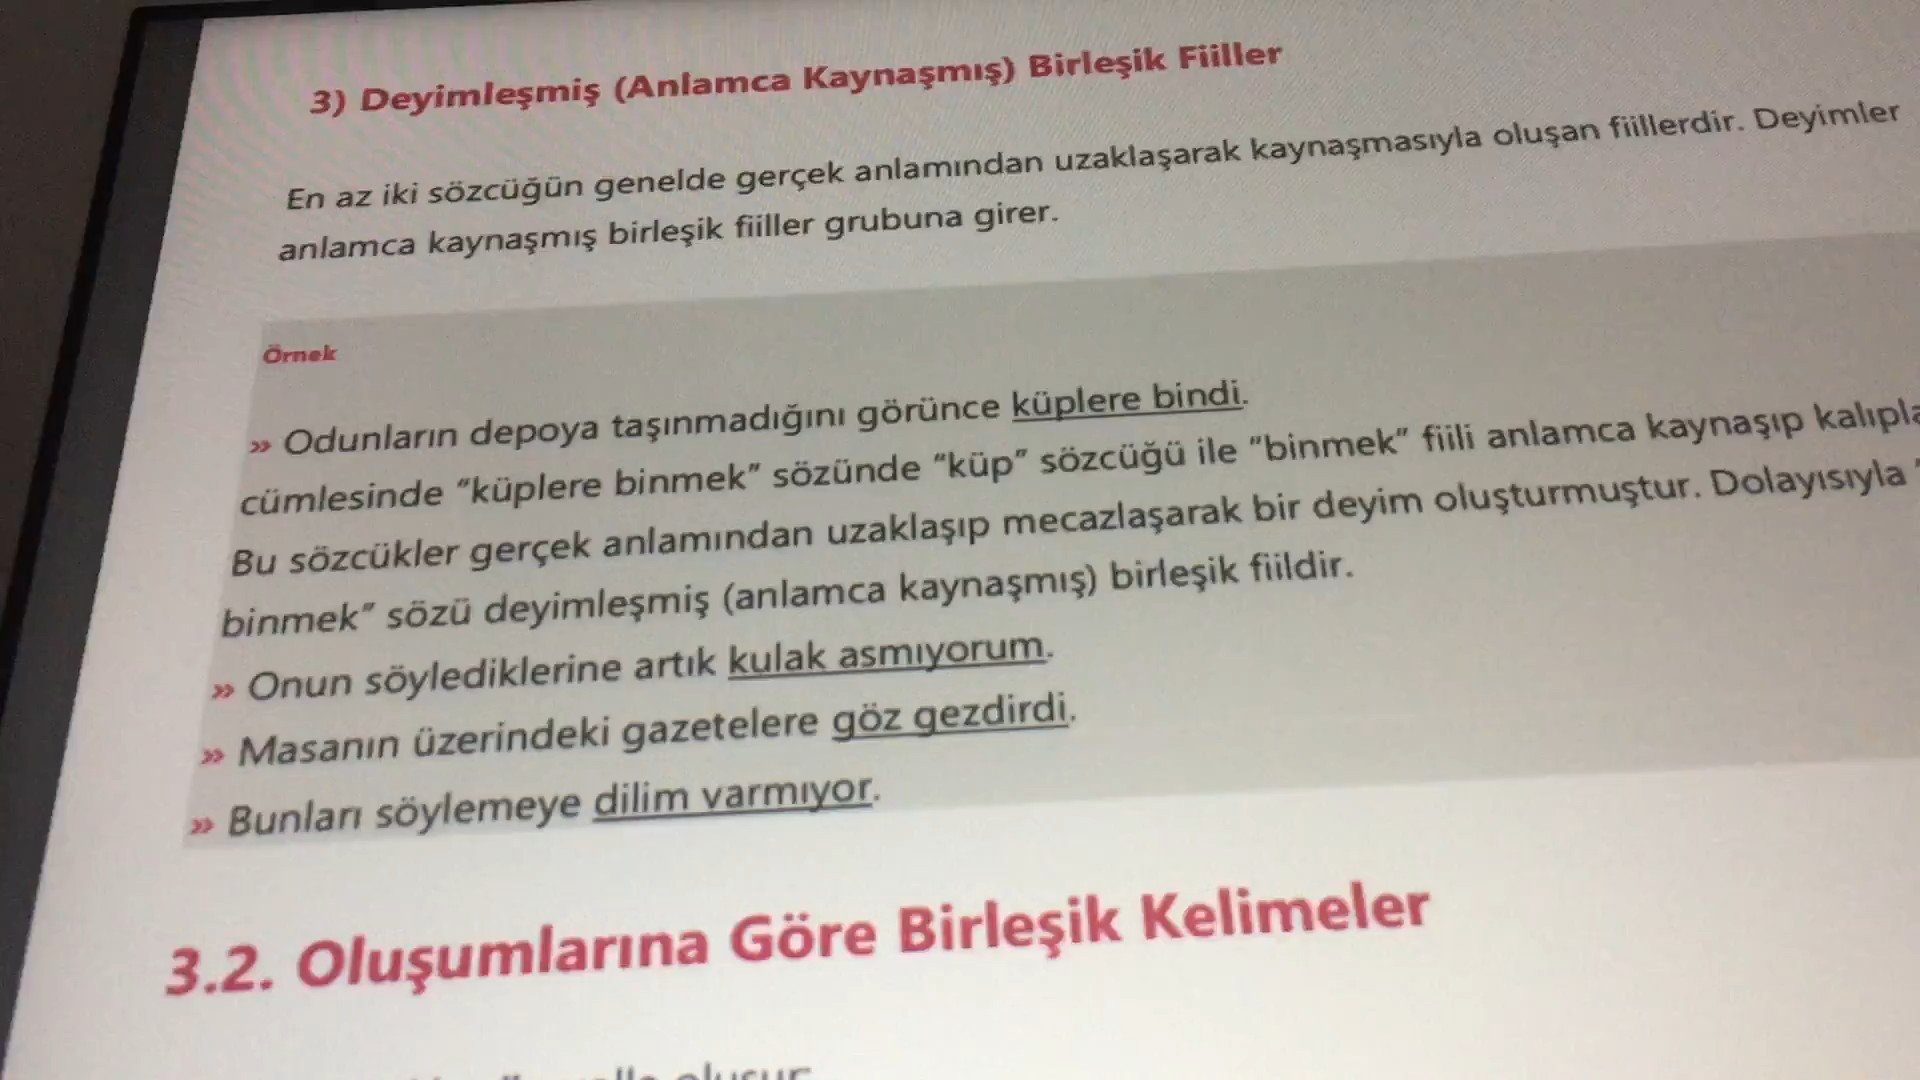 3) Deyimleşmiş (Anlamca Kaynaşmış) Birleşik Fiiller
En az iki sözcüğün genelde gerçek anlamından uzaklaşarak kaynaşmasıyla oluşan fiillerdir. Deyimler
anlamca kaynaşmış birleşik fiiller grubuna girer.
Örnek
» Odunların depoya taşınmadığını görünce küplere bindi.
cümlesinde "küplere binmek" sözünde "küp" sözcüğü ile "binmek" fiili anlamca kaynaşıp
Bu sözcükler gerçek anlamından uzaklaşıp mecazlaşarak bir deyim oluşturmuştur. Dolayısıyla "
binmek" sözü deyimleşmiş (anlamca kaynaşmış) birleşik fiildir.
» Onun söylediklerine artık kulak asmıyorum.
» Masanın üzerindeki gazetelere göz gezdirdi.
» Bunları söylemeye dilim varmıyor.
3.2. Oluşumlarına Göre Birleşik Kelimeler